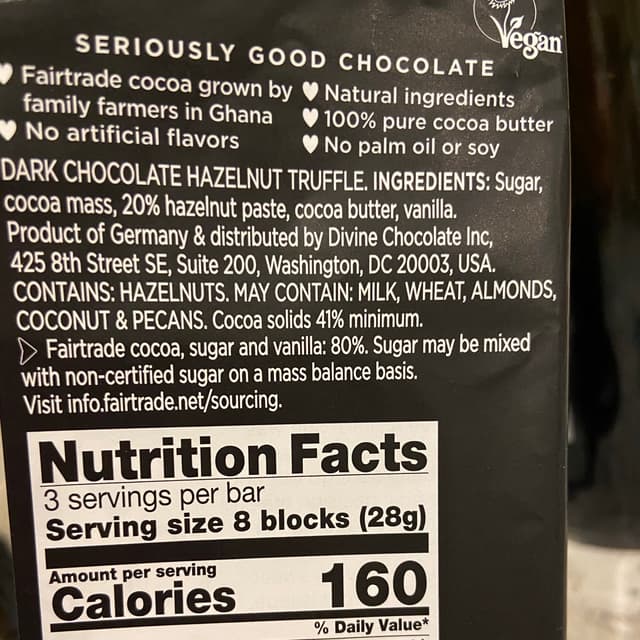 Vegan
SERIOUSLY GOOD CHOCOLATE
♥ Fairtrade cocoa grown by
family farmers in Ghana
♥ No artificial flavors
♥ Natural ingredients
♥ 100% pure cocoa butter
♥ No palm oil or soy
DARK CHOCOLATE HAZELNUT TRUFFLE. INGREDIENTS: Sugar,
cocoa mass, 20% hazelnut paste, cocoa butter, vanilla.
Product of Germany & distributed by Divine Chocolate Inc,
425 8th Street SE, Suite 200, Washington, DC 20003, USA.
CONTAINS: HAZELNUTS. MAY CONTAIN: MILK, WHEAT, ALMONDS,
COCONUT & PECANS. Cocoa solids 41% minimum.
Fairtrade cocoa, sugar and vanilla: 80%. Sugar may be mixed
with non-certified sugar on a mass balance basis.
Visit info.fairtrade.net/sourcing.
Nutrition Facts
3 servings per bar
Serving size 8 blocks (28g)
Amount per serving
Calories 160
% Daily Value*